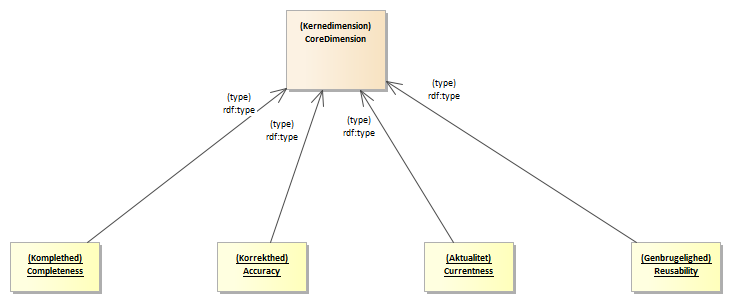 (Kernedimension)
CoreDimension
(type)
rdf:type
(type)
rdf:type
(type)
rdf:type
(type)
rdf:type
(Komplethed)
Completeness
(Korrekthed)
Accuracy
(Aktualitet)
Currentness
(Genbrugelighed)
Reusability